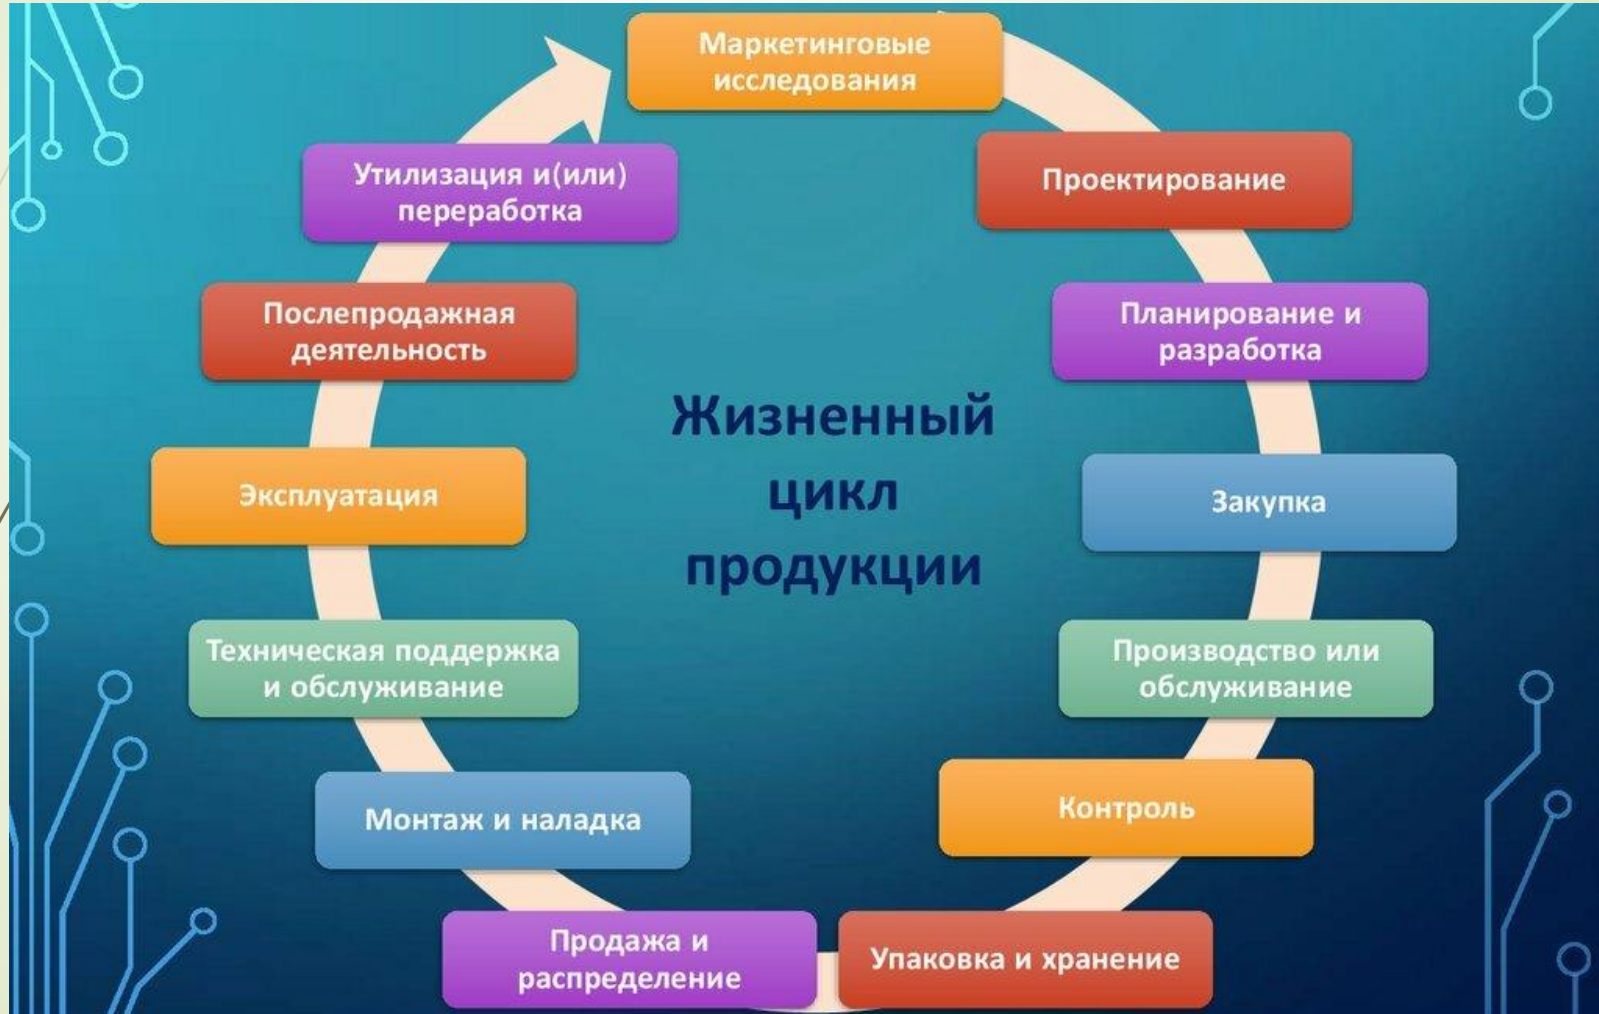 Маркетинговые
исследования
Проектирование
Планирование и
разработка
Закупка
Производство или
обслуживание
Контроль
Упаковка и хранение
Продажа и
распределение
Монтаж и наладка
Техническая поддержка
и обслуживание
Эксплуатация
Послепродажная
деятельность
Утилизация и(или)
переработка
Жизненный
цикл
продукции